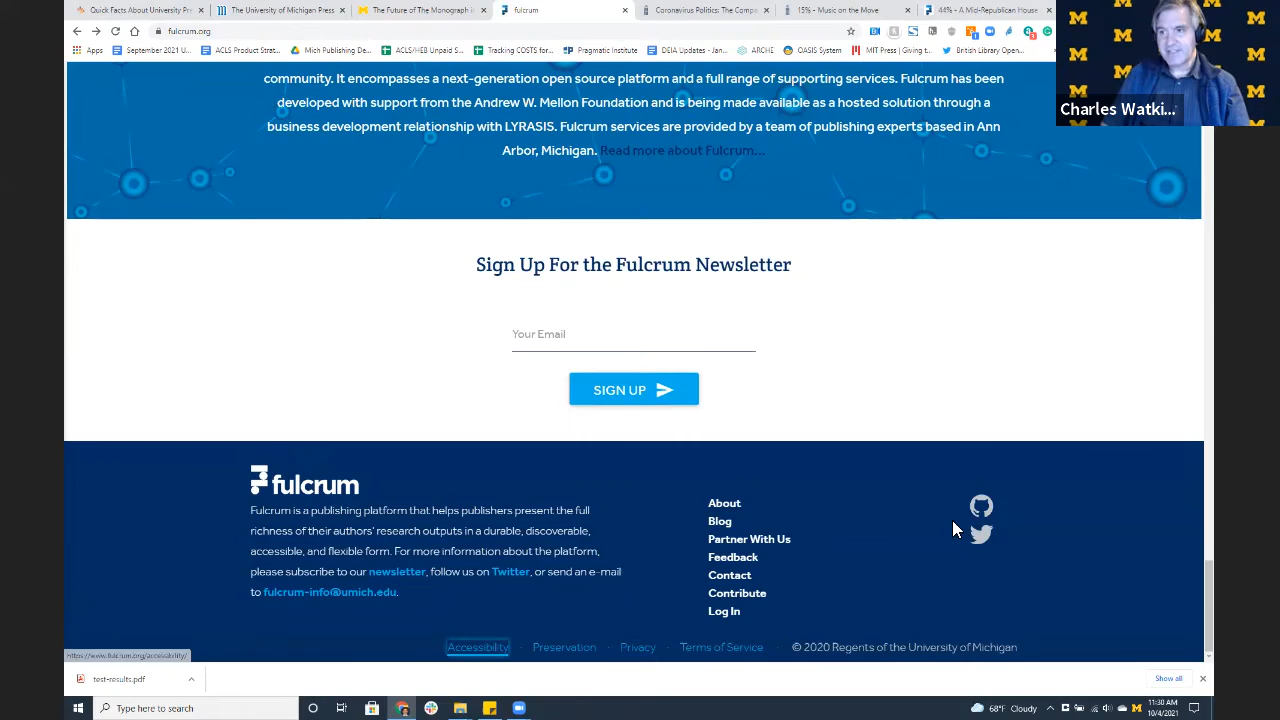 Quick Facts About University Pre
The University of Michigan Press
The Future of The Monograph in
fulcrum
Coronavirus Politics: The Compa
15% - Music on the Move
44% - A Mid-Republican House
fulcrum.org
Apps
September 2021 U...
ACLS Product Strat...
Mich Publishing De...
ACLS/HEB Unpaid S...
Tracking COSTS for...
Pragmatic Institute
DEIA Updates - Jan...
ARCHE
OASIS System
MIT Press | Giving t...
British Library Open...
Charles Watki...
community. It encompasses a next-generation open source platform and a full range of supporting services. Fulcrum has been
developed with support from the Andrew W. Mellon Foundation and is being made available as a hosted solution through a
business development relationship with LYRASIS. Fulcrum services are provided by a team of publishing experts based in Ann
Arbor, Michigan. Read more about Fulcrum...
Sign Up For the Fulcrum Newsletter
Your Email
SIGN UP
fulcrum
Fulcrum is a publishing platform that helps publishers present the full
richness of their authors' research outputs in a durable, discoverable,
accessible, and flexible form. For more information about the platform,
please subscribe to our newsletter, follow us on Twitter, or send an e-mail
to fulcrum-info@umich.edu.
About
Blog
Partner With Us
Feedback
Contact
Contribute
Log In
Accessibility · Preservation · Privacy · Terms of Service · © 2020 Regents of the University of Michigan
https://www.fulcrum.org/accessibility/
test-results.pdf
Show all
Type here to search
68°F Cloudy
11:30 AM
10/4/2021